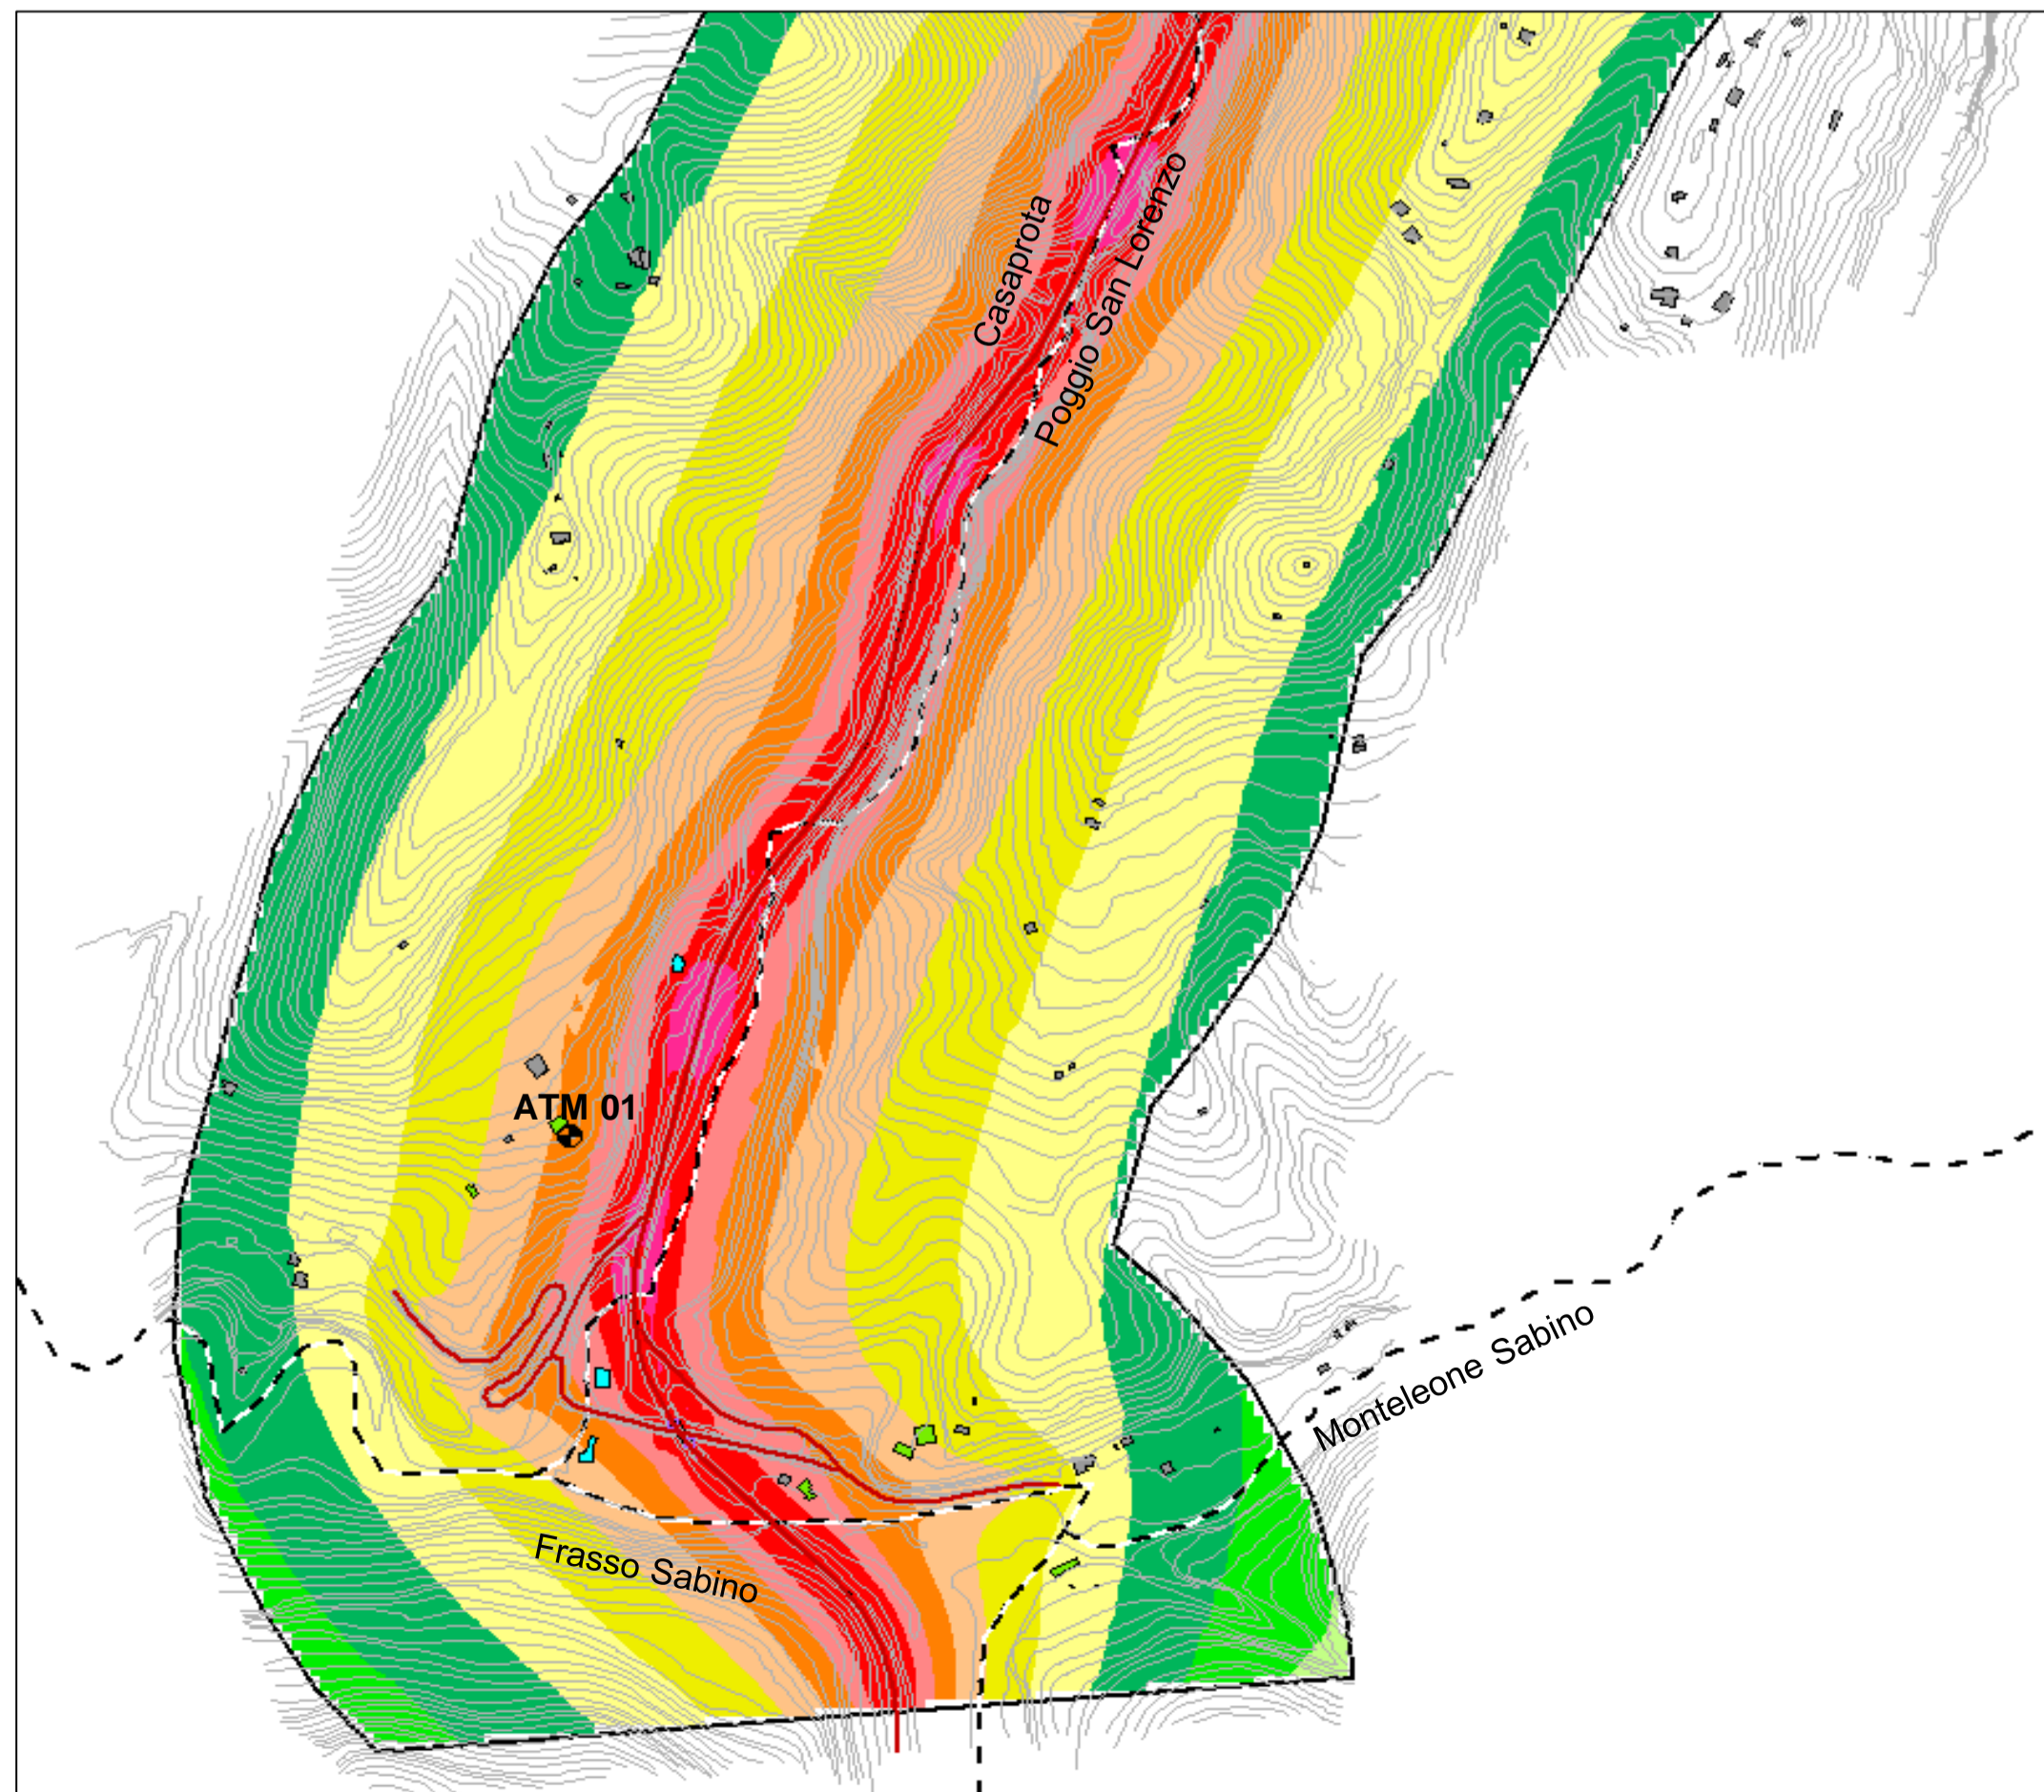 Casaprota
Poggio San Lorenzo
ATM 01
Monteleone Sabino
Frasso Sabino